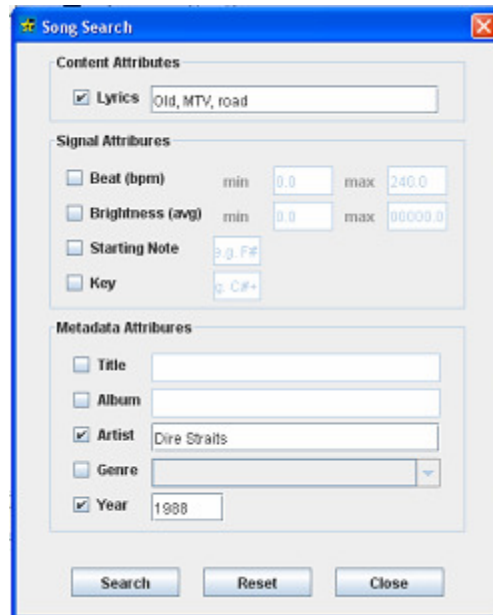 Song Search
Content Attributes
Lyrics Old, MTV, road
Signal Attribures
Beat (bpm) min 0.0 max 240.0
Brightness (avg) min 0.0 max 00000.0
Starting Note e.g. F#
Key g. C#+
Metadata Attribures
Title
Album
Artist Dire Straits
Genre
Year 1988
Search Reset Close